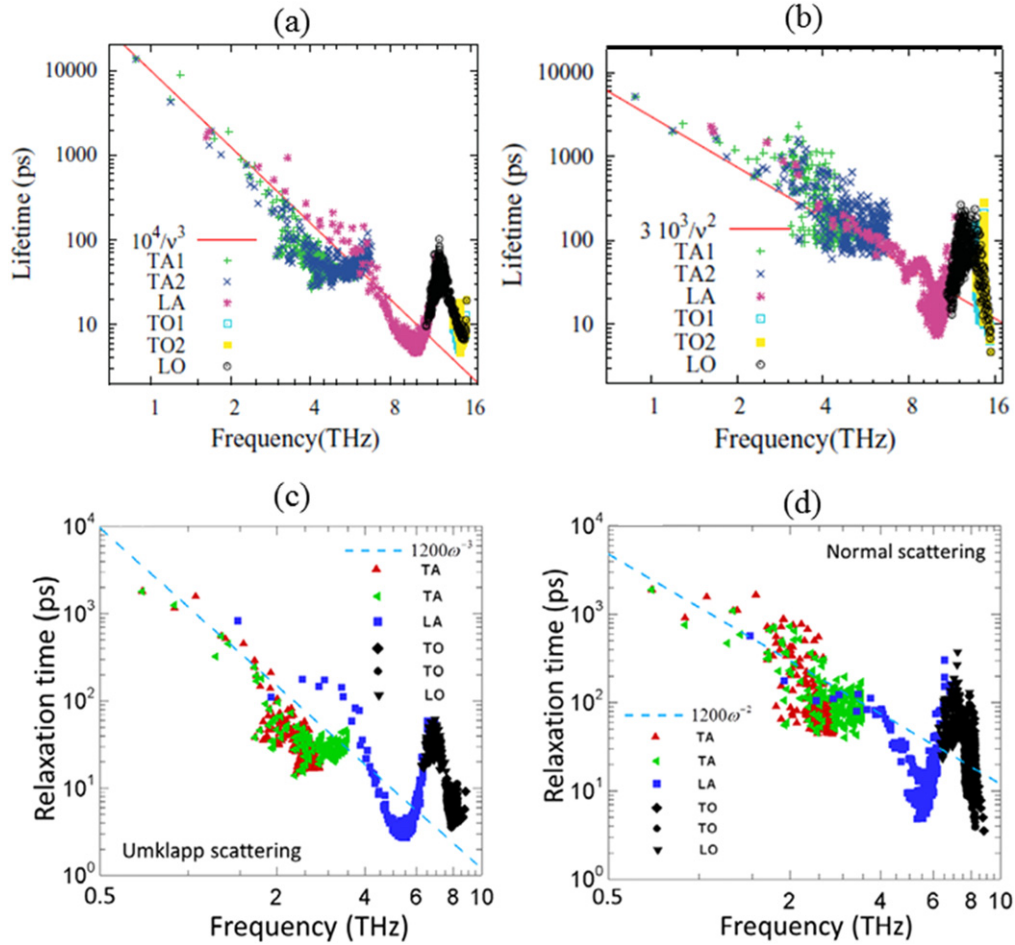 (a)
Lifetime (ps)
10000
1000
100
10
10⁴/ν³
TA1
TA2
LA
TO1
TO2
LO
1 2 4 8 16
Frequency(THz)
(b)
Lifetime (ps)
10000
1000
100
10
3 10³/ν²
TA1
TA2
LA
TO1
TO2
LO
1 2 4 8 16
Frequency(THz)
(c)
Relaxation time (ps)
10⁴
10³
10²
10¹
10⁰
1200ω⁻³
TA
TA
LA
TO
TO
LO
Umklapp scattering
0.5 2 4 6 8 10
Frequency (THz)
(d)
Relaxation time (ps)
10⁴
10³
10²
10¹
10⁰
Normal scattering
1200ω⁻²
TA
TA
LA
TO
TO
LO
0.5 2 4 6 8 10
Frequency (THz)